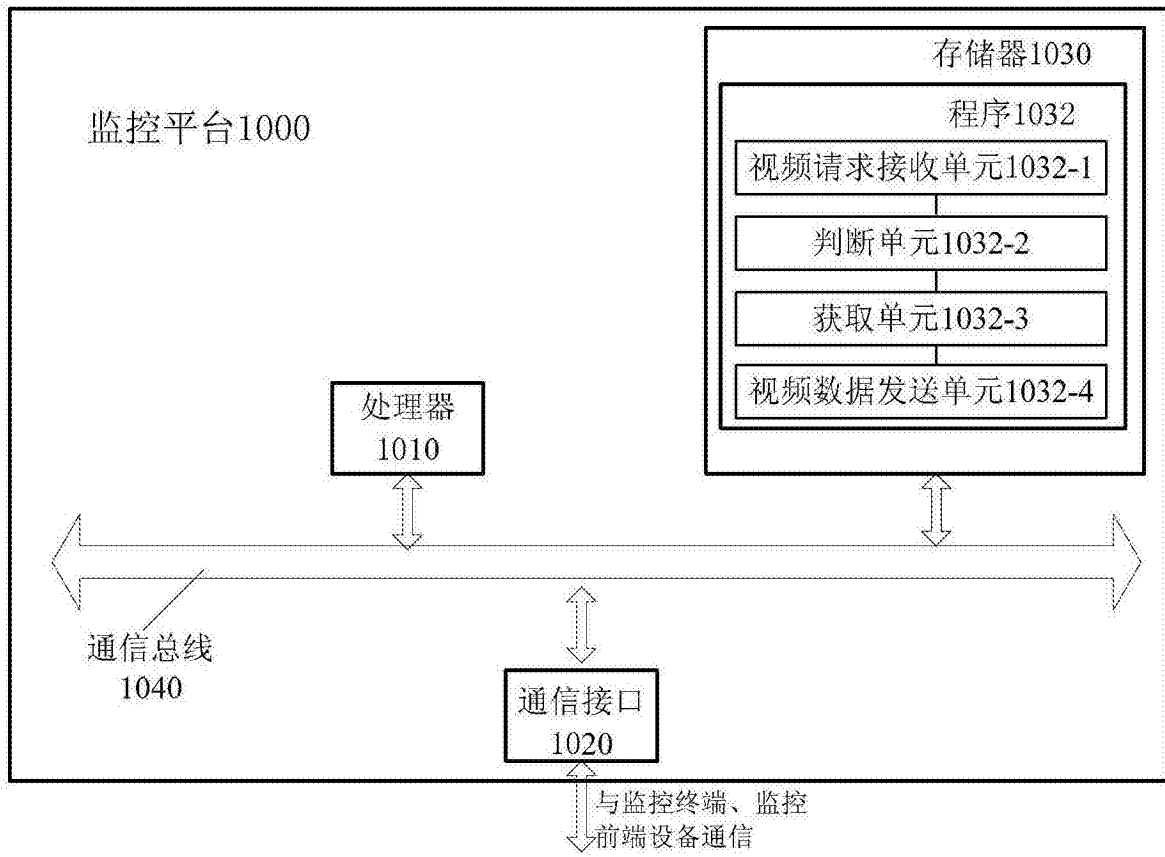 存储器1030
监控平台1000
程序1032
视频请求接收单元1032-1
判断单元1032-2
获取单元1032-3
视频数据发送单元1032-4
处理器
1010
通信总线
1040
通信接口
1020
与监控终端、监控
前端设备通信